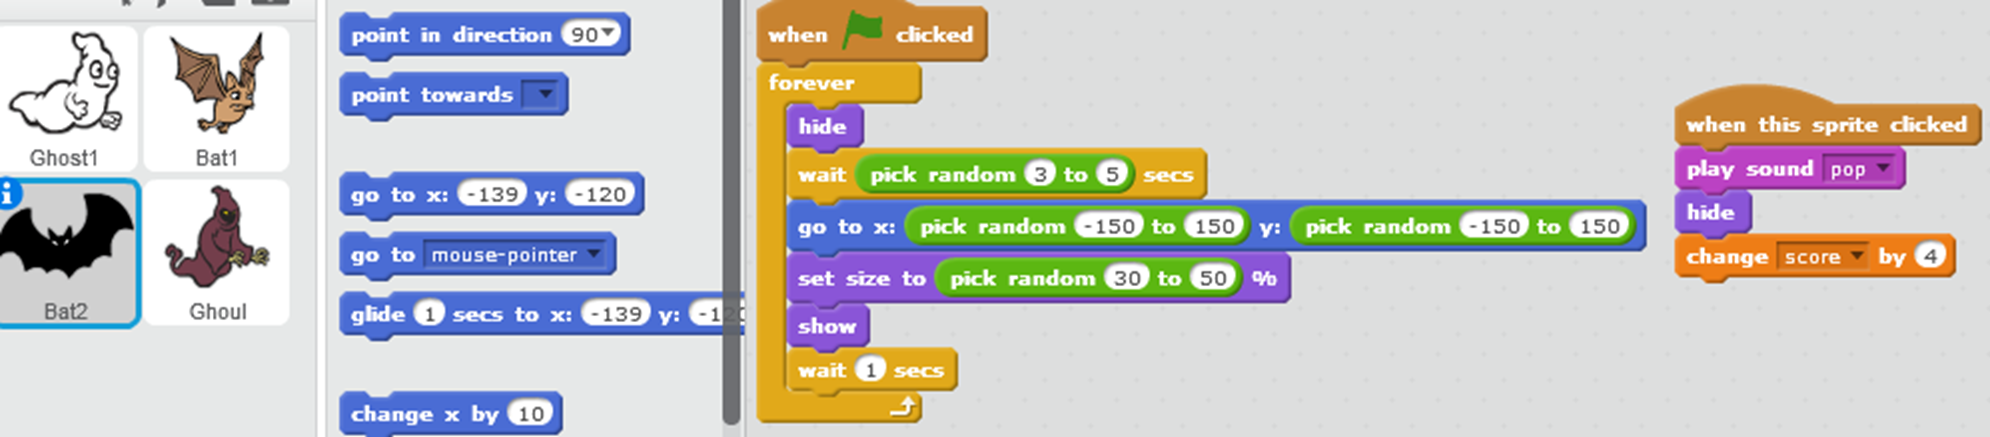 Ghost1
Bat1
Bat2
Ghoul
point in direction 90
point towards
go to x: -139 y: -120
go to mouse-pointer
glide 1 secs to x: -139 y: -120
change x by 10
when clicked
forever
hide
wait pick random 3 to 5 secs
go to x: pick random -150 to 150 y: pick random -150 to 150
set size to pick random 30 to 50 %
show
wait 1 secs
when this sprite clicked
play sound pop
hide
change score by 4